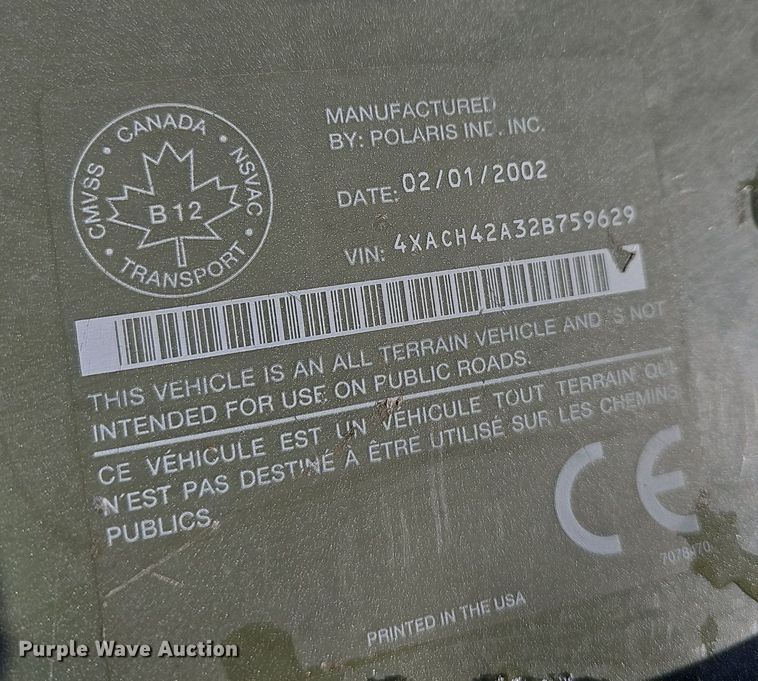 CMVSS • CANADA • NSVAC • TRANSPORT •
B12
MANUFACTURED
BY: POLARIS IND. INC.
DATE: 02/01/2002
VIN: 4XACH42A32B759629
THIS VEHICLE IS AN ALL TERRAIN VEHICLE AND IS NOT
INTENDED FOR USE ON PUBLIC ROADS.
CE VÉHICULE EST UN VÉHICULE TOUT TERRAIN QUI
N'EST PAS DESTINÉ A ÊTRE UTILISÉ SUR LES CHEMINS
PUBLICS.
CE
7078470
PRINTED IN THE USA
Purple Wave Auction